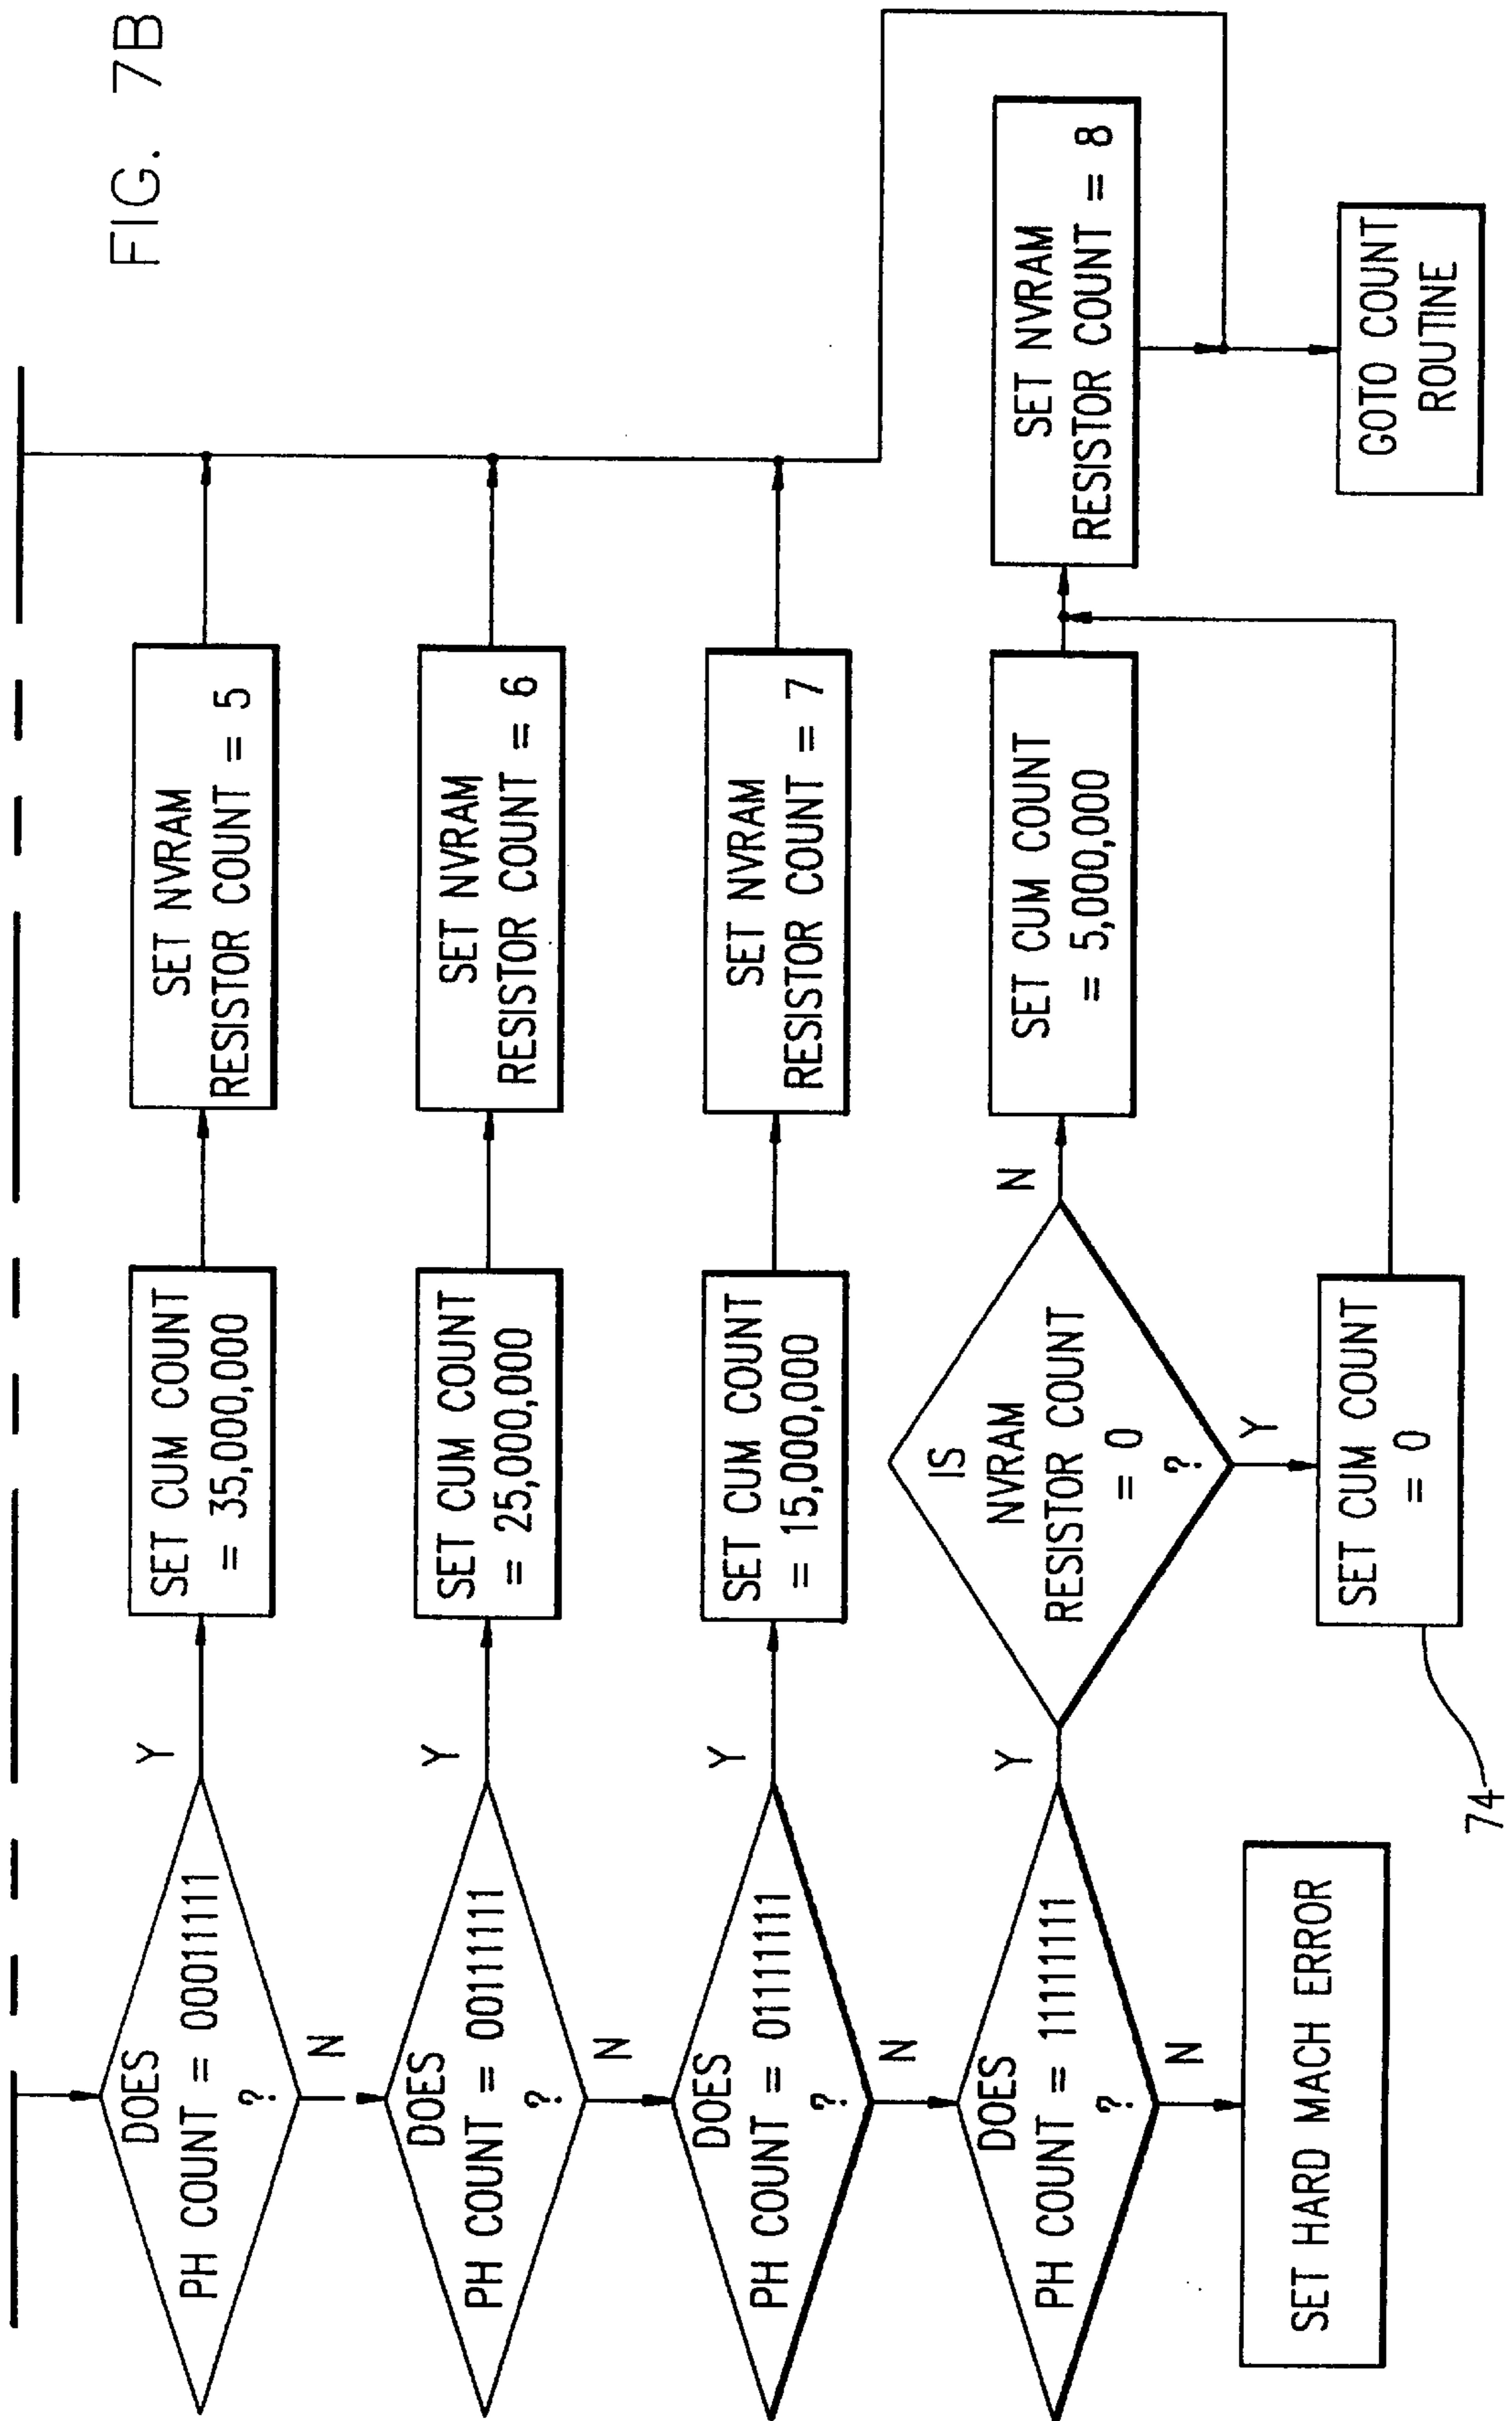 FIG. 7B
DOES
PH COUNT = 00011111
?
Y
SET CUM COUNT
= 35,000,000
SET NVRAM
RESISTOR COUNT = 5
N
DOES
PH COUNT = 00111111
?
Y
SET CUM COUNT
= 25,000,000
SET NVRAM
RESISTOR COUNT = 6
N
DOES
PH COUNT = 01111111
?
Y
SET CUM COUNT
= 15,000,000
SET NVRAM
RESISTOR COUNT = 7
N
DOES
PH COUNT = 11111111
?
Y
IS
NVRAM
RESISTOR COUNT
= 0
?
N
SET CUM COUNT
= 5,000,000
SET NVRAM
RESISTOR COUNT = 8
N
Y
SET HARD MACH ERROR
74
SET CUM COUNT
= 0
GOTO COUNT
ROUTINE